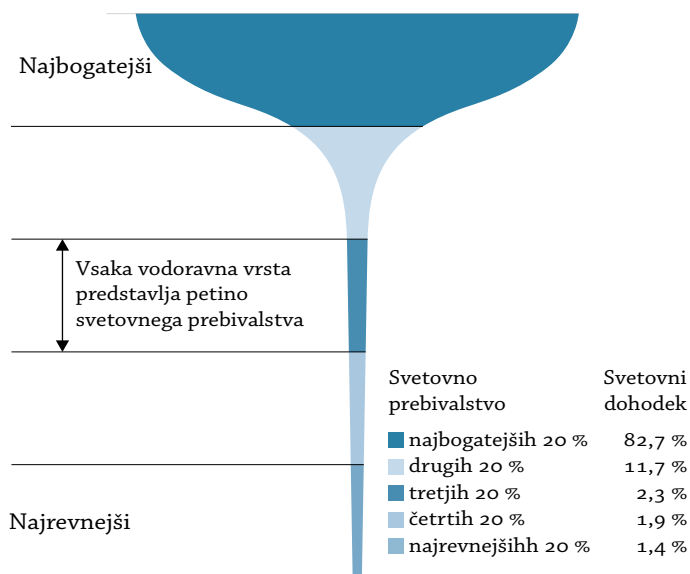 Najbogatejši
Vsaka vodoravna vrsta
predstavlja petino
svetovnega prebivalstva
Svetovno prebivalstvo
Svetovni dohodek
najbogatejših 20 % 82,7 %
drugih 20 % 11,7 %
tretjih 20 % 2,3 %
četrtih 20 % 1,9 %
najrevnejšihh 20 % 1,4 %
Najrevnejši